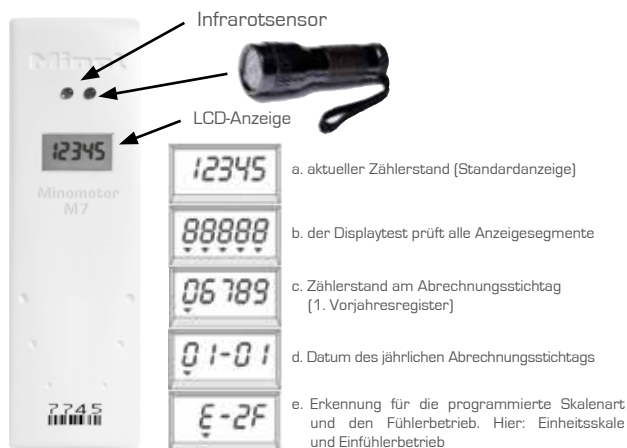 Infrarotsensor
LCD-Anzeige
12345
Minometer
M7
7745
12345
a. aktueller Zählerstand (Standardanzeige)
88888
b. der Displaytest prüft alle Anzeigesegmente
06789
c. Zählerstand am Abrechnungsstichtag
(1. Vorjahresregister)
01-01
d. Datum des jährlichen Abrechnungsstichtags
E-2F
e. Erkennung für die programmierte Skalenart
und den Fühlerbetrieb. Hier: Einheitsskale
und Einfühlerbetrieb